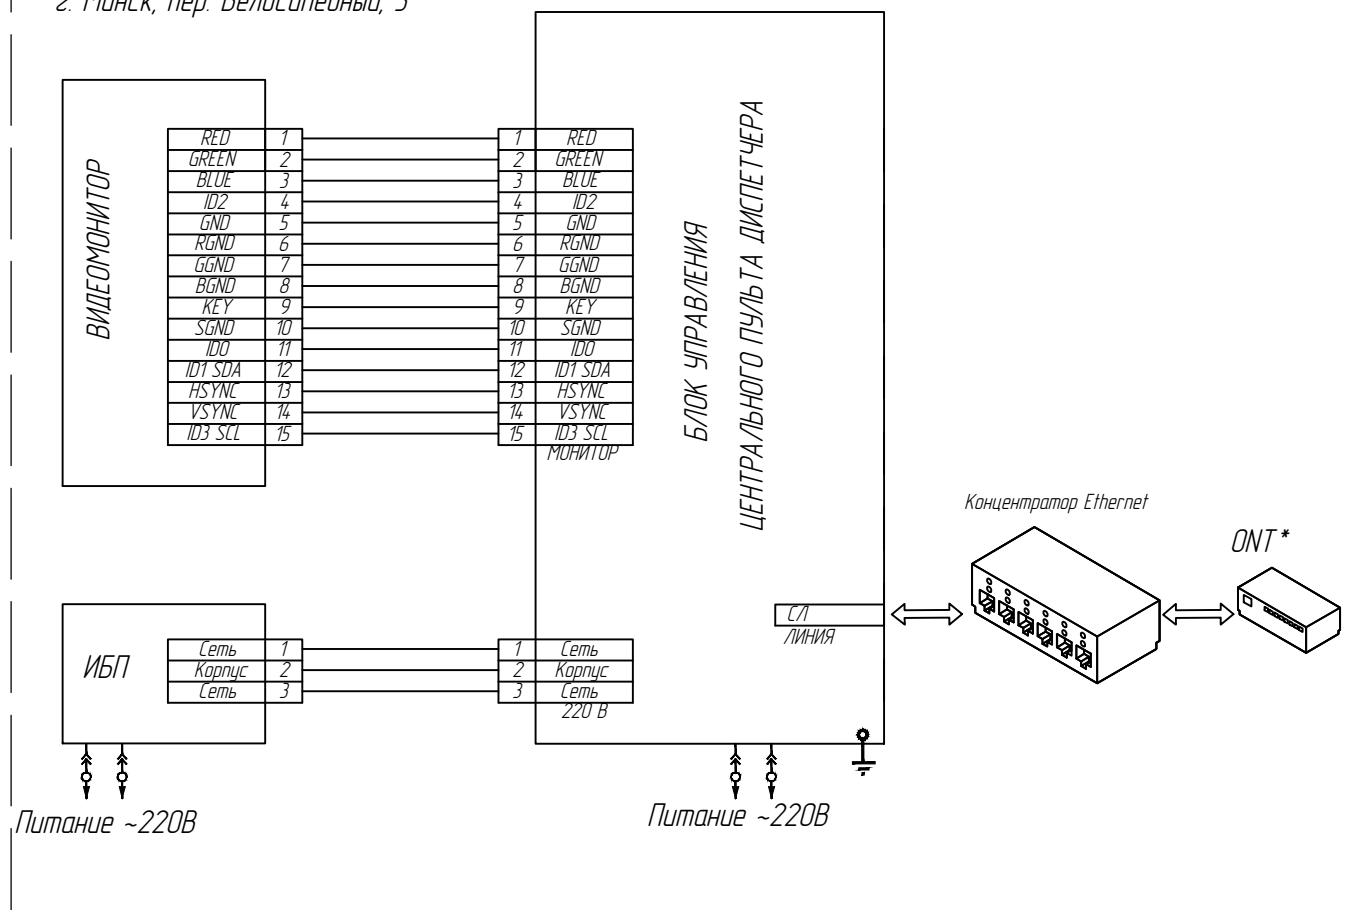 г. Минск, пер. Велосипедный, 5
ВИДЕОМОНИТОР
RED 1
GREEN 2
BLUE 3
ID2 4
GND 5
RGND 6
GGND 7
BGND 8
KEY 9
SGND 10
ID0 11
ID1 SDA 12
HSYNC 13
VSYNC 14
ID3 SCL 15
1 RED
2 GREEN
3 BLUE
4 ID2
5 GND
6 RGND
7 GGND
8 BGND
9 KEY
10 SGND
11 ID0
12 ID1 SDA
13 HSYNC
14 VSYNC
15 ID3 SCL
МОНИТОР
БЛОК УПРАВЛЕНИЯ
ЦЕНТРАЛЬНОГО ПУЛЬТА ДИСПЕТЧЕРА
Концентратор Ethernet
ONT*
СЛ
ЛИНИЯ
ИБП
Сеть 1
Корпус 2
Сеть 3
1 Сеть
2 Корпус
3 Сеть
220 В
Питание ~220В
Питание ~220В